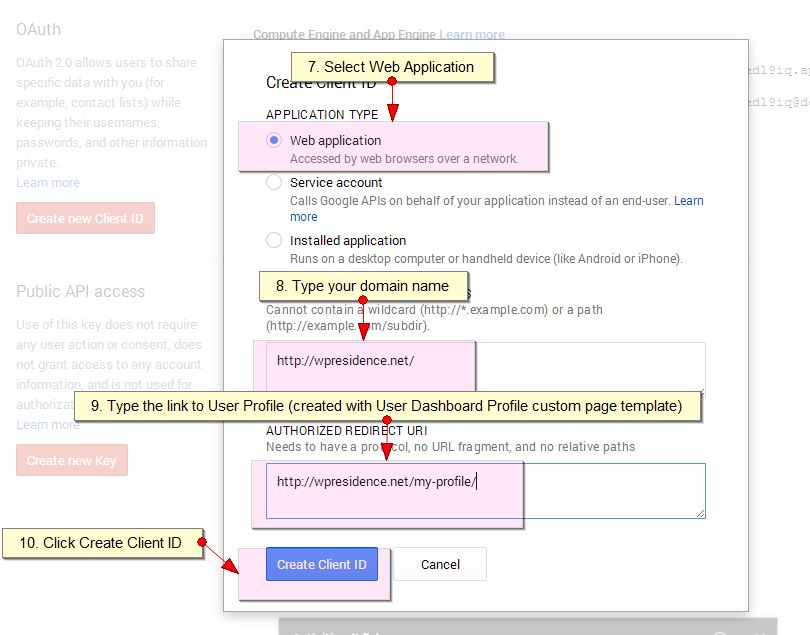 OAuth
OAuth 2.0 allows users to share
specific data with you (for
example, contact lists) while
keeping their usernames,
passwords, and other information
private.
Learn more
Create new Client ID
Public API access
Use of this key does not require
any user action or consent, does
not grant access to any account
information, and is not used for
Learn more
Create new Key
Compute Engine and App Engine Learn more
7. Select Web Application
Create Client ID
APPLICATION TYPE
Web application
Accessed by web browsers over a network.
Service account
Calls Google APIs on behalf of your application instead of an end-user. Learn
more
Installed application
Runs on a desktop computer or handheld device (like Android or iPhone).
8. Type your domain name
Cannot contain a wildcard (http://*.example.com) or a path
(http://example.com/subdir).
http://wpresidence.net/
9. Type the link to User Profile (created with User Dashboard Profile custom page template)
AUTHORIZED REDIRECT URI
Needs to have a protocol, no URL fragment, and no relative paths
http://wpresidence.net/my-profile/
10. Click Create Client ID
Create Client ID
Cancel